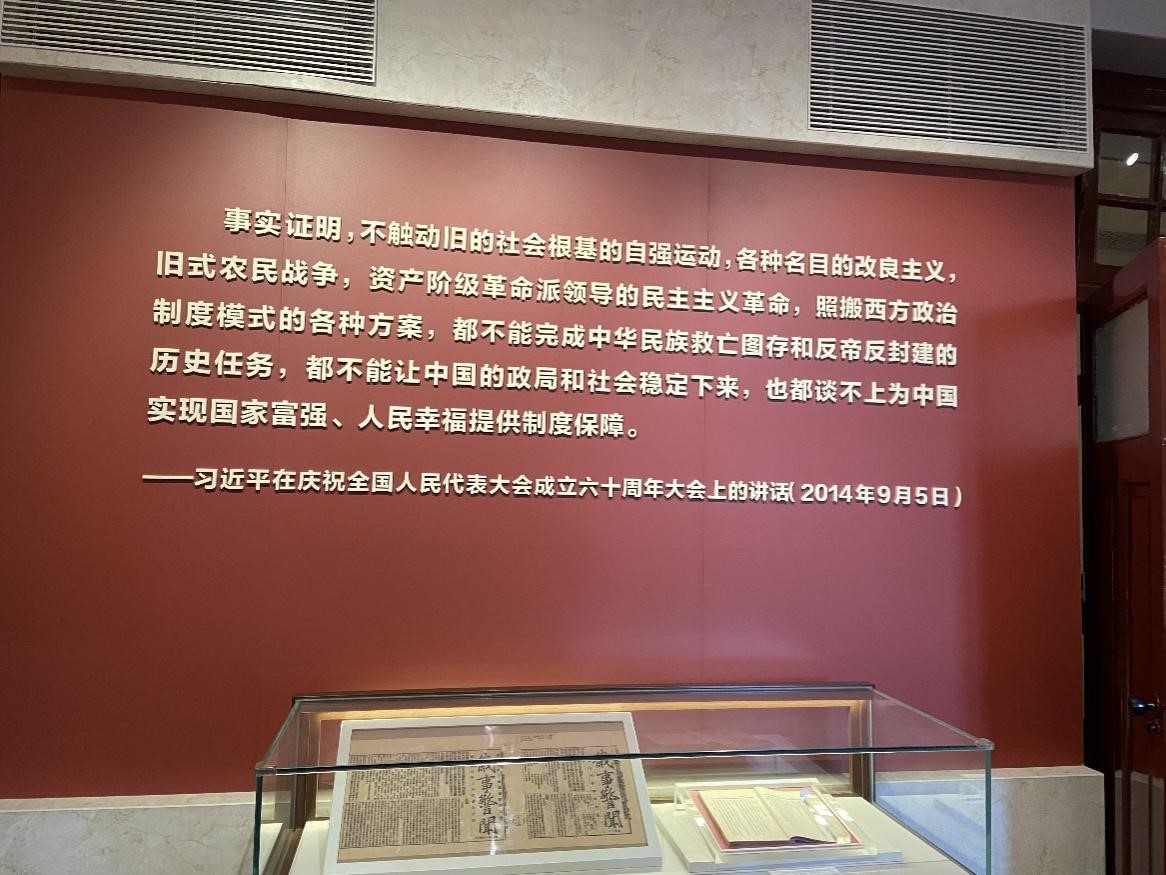 事实证明，不触动旧的社会根基的自强运动，各种名目的改良主义，
旧式农民战争，资产阶级革命派领导的民主主义革命，照搬西方政治
制度模式的各种方案，都不能完成中华民族救亡图存和反帝反封建的
历史任务，都不能让中国的政局和社会稳定下来，也都谈不上为中国
实现国家富强、人民幸福提供制度保障。
——习近平在庆祝全国人民代表大会成立六十周年大会上的讲话（2014年9月5日）
事警聞
事警聞